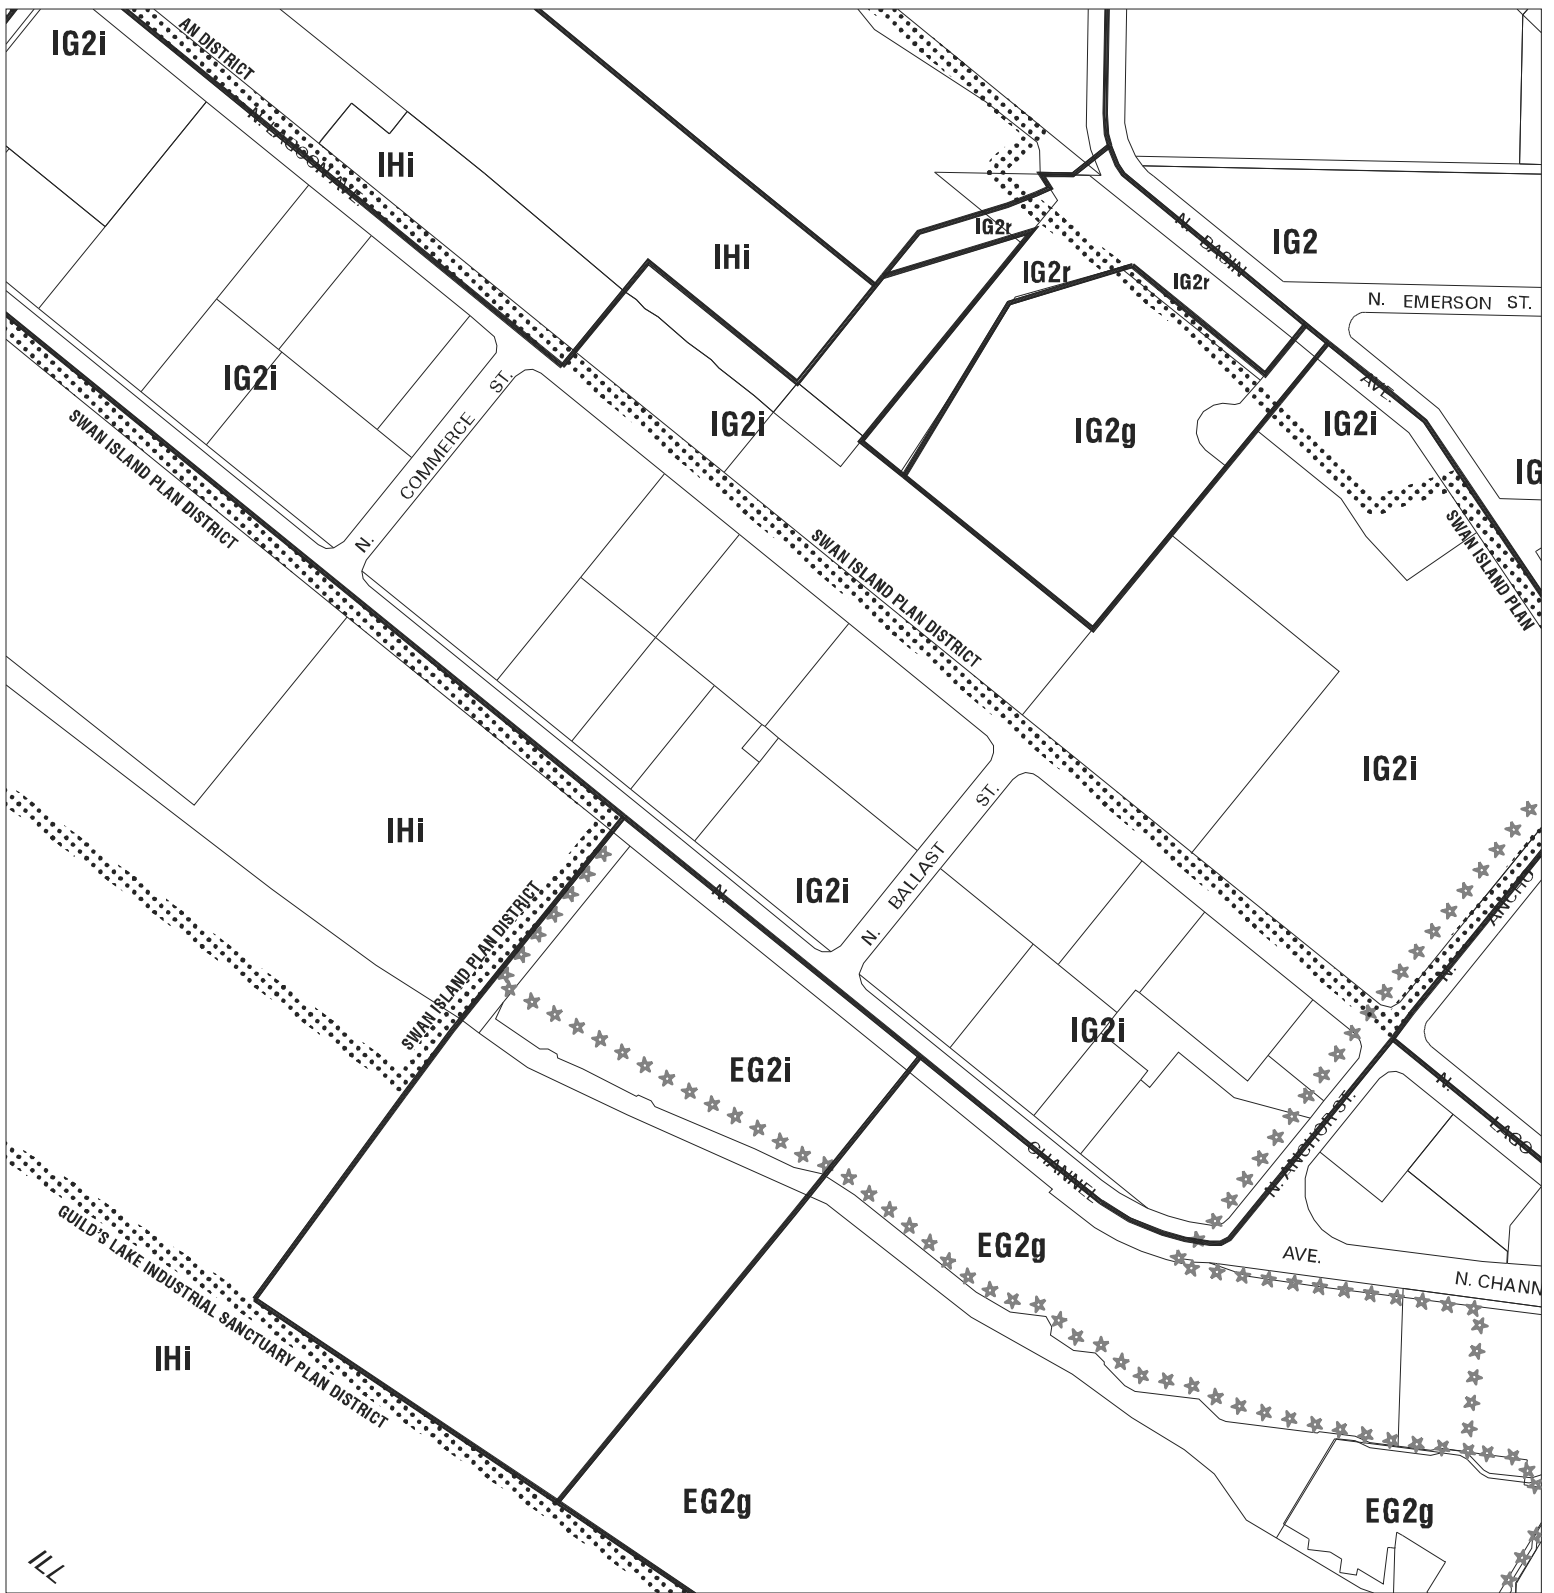 IG2i
AN DISTRICT
N. LAGOON AVE.
IHi
IHi
IG2r
IG2r
IG2r
N. BASIN
IG2
N. EMERSON ST.
AVE.
IG2i
IG2i
N. COMMERCE ST.
IG2i
IG2g
IG
SWAN ISLAND PLAN DISTRICT
SWAN ISLAND PLAN DISTRICT
SWAN ISLAND PLAN
IG2i
IHi
N. BALLAST ST.
IG2i
SWAN ISLAND PLAN DISTRICT
N.
N. ANCHO
IG2i
EG2i
N. LAGO
CHANNEL
N. ANCHOR ST.
GUILD'S LAKE INDUSTRIAL SANCTUARY PLAN DISTRICT
EG2g
AVE.
N. CHANN
IHi
EG2g
EG2g
ILL